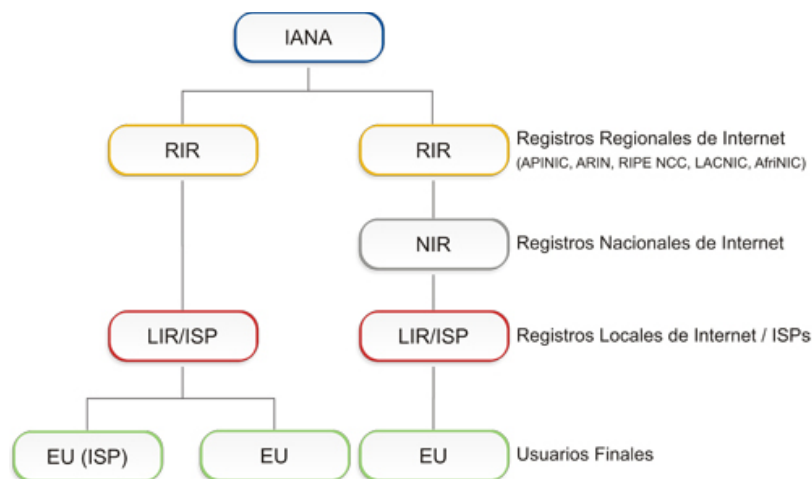 IANA
RIR
RIR
Registros Regionales de Internet
(APINIC, ARIN, RIPE NCC, LACNIC, AfriNIC)
NIR
Registros Nacionales de Internet
LIR/ISP
LIR/ISP
Registros Locales de Internet / ISPs
EU (ISP)
EU
EU
Usuarios Finales